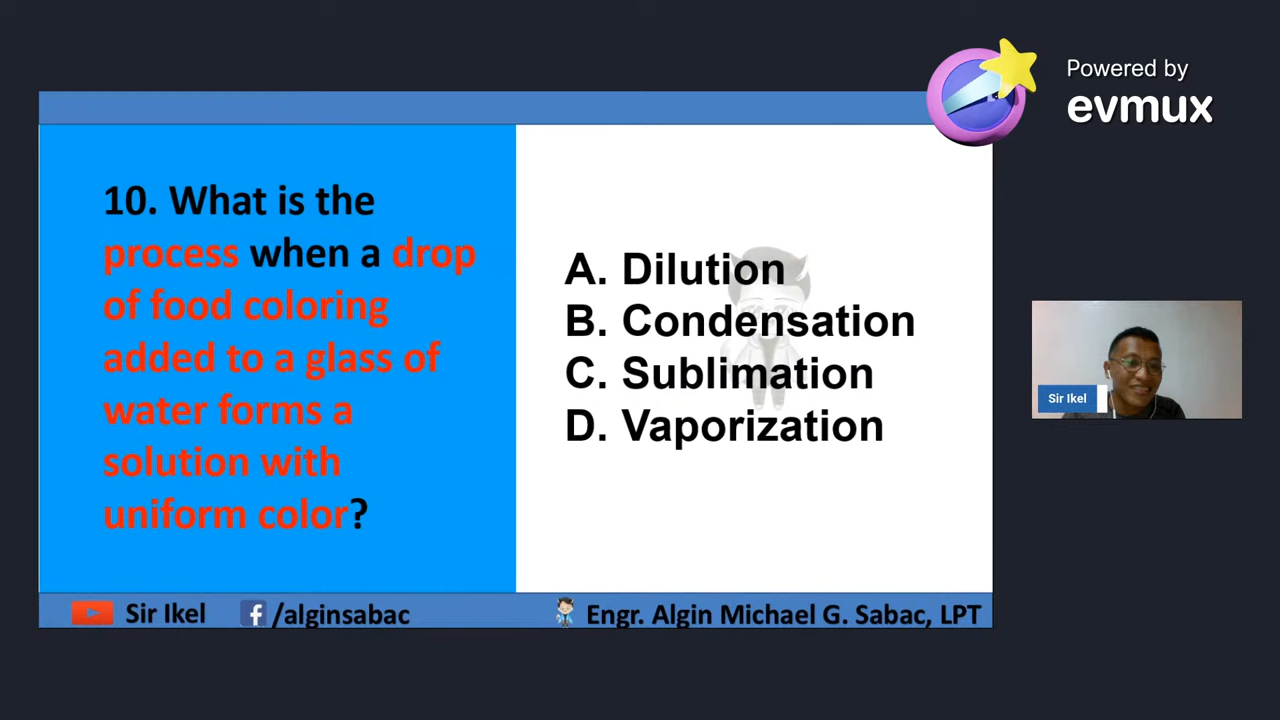 Powered by
evmux
10. What is the
process when a drop
of food coloring
added to a glass of
water forms a
solution with
uniform color?
A. Dilution
B. Condensation
C. Sublimation
D. Vaporization
Sir Ikel
Sir Ikel
/alginsabac
Engr. Algin Michael G. Sabac, LPT